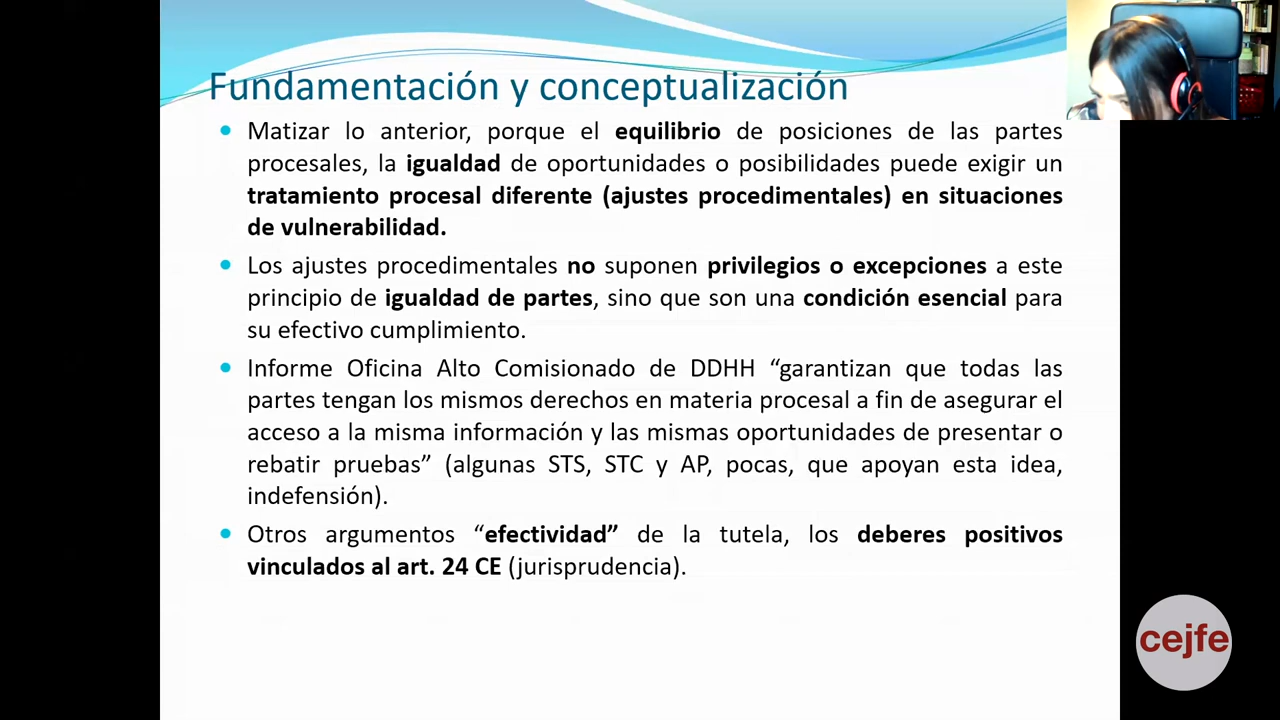 Fundamentación y conceptualización
• Matizar lo anterior, porque el equilibrio de posiciones de las partes
procesales, la igualdad de oportunidades o posibilidades puede exigir un
tratamiento procesal diferente (ajustes procedimentales) en situaciones
de vulnerabilidad.
• Los ajustes procedimentales no suponen privilegios o excepciones a este
principio de igualdad de partes, sino que son una condición esencial para
su efectivo cumplimiento.
• Informe Oficina Alto Comisionado de DDHH “garantizan que todas las
partes tengan los mismos derechos en materia procesal a fin de asegurar el
acceso a la misma información y las mismas oportunidades de presentar o
rebatir pruebas” (algunas STS, STC y AP, pocas, que apoyan esta idea,
indefensión).
• Otros argumentos “efectividad” de la tutela, los deberes positivos
vinculados al art. 24 CE (jurisprudencia).
cejfe